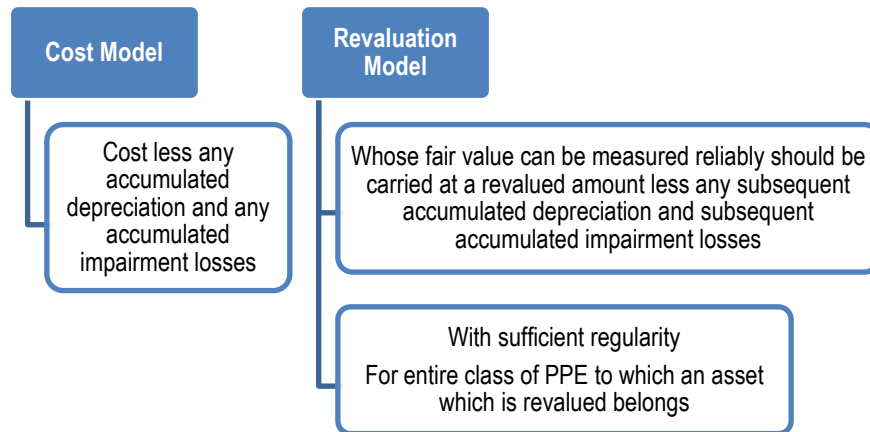 Cost Model
Cost less any
accumulated
depreciation and any
accumulated
impairment losses
Revaluation
Model
Whose fair value can be measured reliably should be
carried at a revalued amount less any subsequent
accumulated depreciation and subsequent
accumulated impairment losses
With sufficient regularity
For entire class of PPE to which an asset
which is revalued belongs